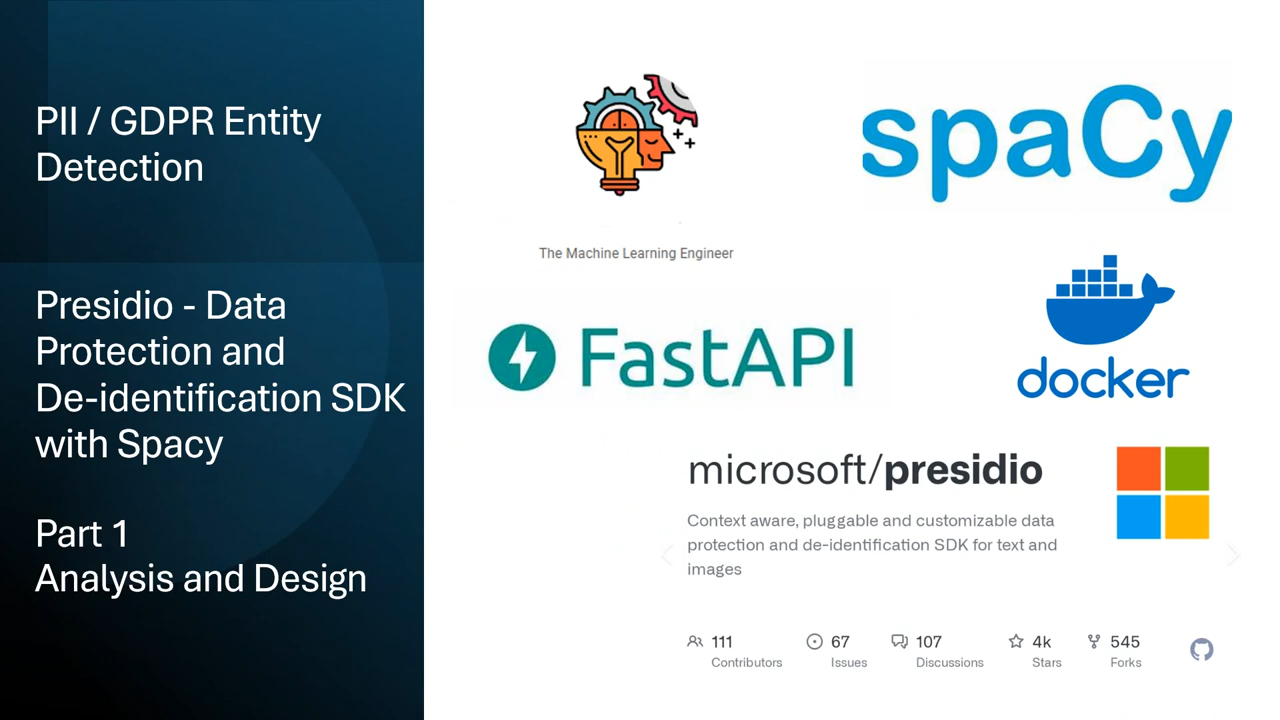 PII / GDPR Entity
Detection
Presidio - Data
Protection and
De-identification SDK
with Spacy
Part 1
Analysis and Design
The Machine Learning Engineer
spaCy
FastAPI
docker
microsoft/presidio
Context aware, pluggable and customizable data
protection and de-identification SDK for text and
images
111
Contributors
67
Issues
107
Discussions
4k
Stars
545
Forks